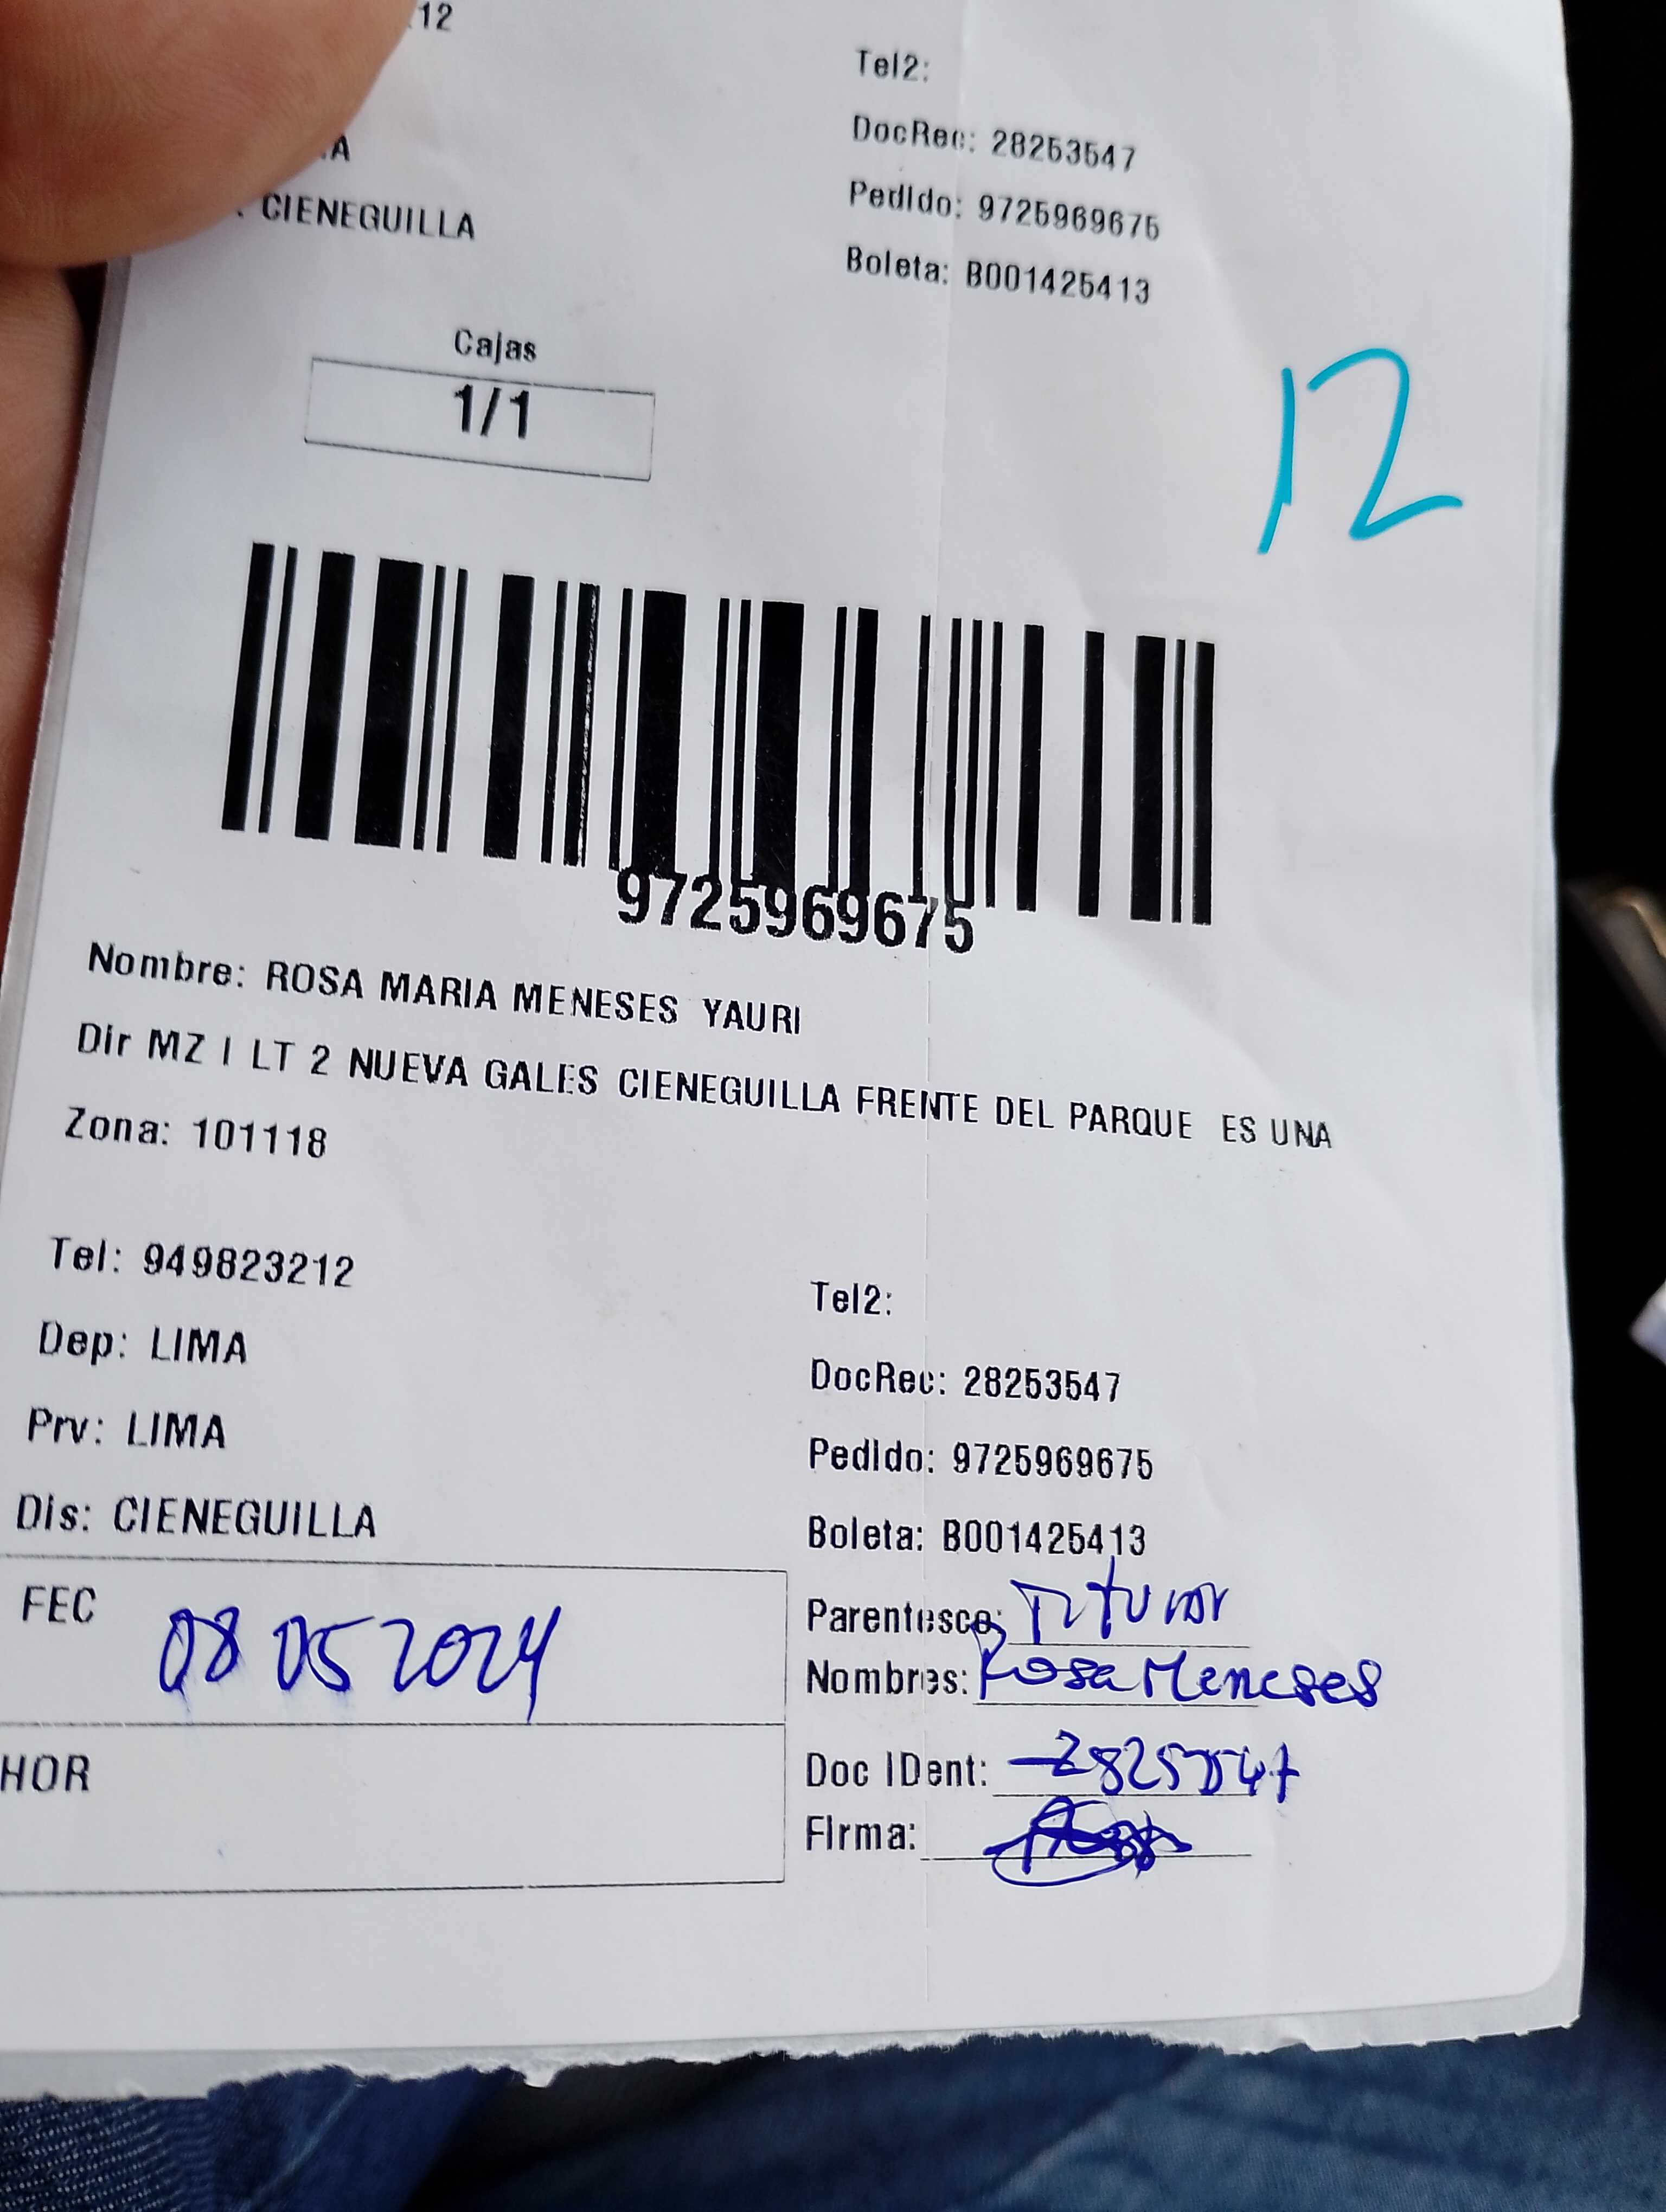 12
Tel2:
.A
DocRec: 28253547
. CIENEGUILLA
Pedido: 9725969675
Boleta: B001425413
Cajas
1/1
12
9725969675
Nombre: ROSA MARIA MENESES YAURI
Dir MZ I LT 2 NUEVA GALES CIENEGUILLA FRENTE DEL PARQUE ES UNA
Zona: 101118
Tel: 949823212
Tel2:
Dep: LIMA
DocRec: 28253547
Prv: LIMA
Pedido: 9725969675
Dis: CIENEGUILLA
Boleta: B001425413
FEC 08 05 2024
Parentesco: Titular
Nombres: Rosa Meneses
HOR
Doc IDent: 28253547
Firma: